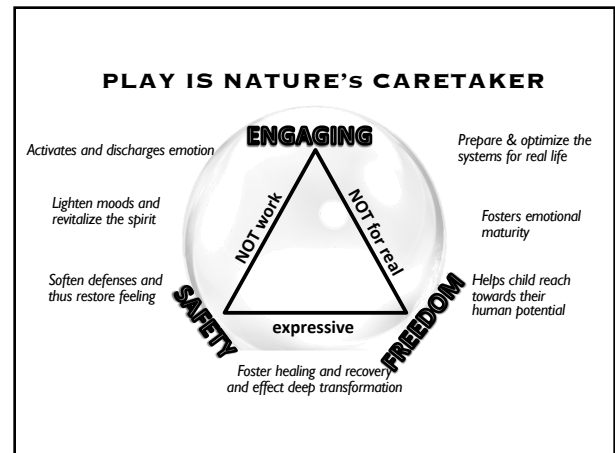 PLAY IS NATURE's CARETAKER
ENGAGING
Activates and discharges emotion
Prepare & optimize the
systems for real life
Lighten moods and
revitalize the spirit
NOT work
NOT for real
Fosters emotional
maturity
Soften defenses and
thus restore feeling
SAFETY
expressive
FREEDOM
Helps child reach
towards their
human potential
Foster healing and recovery
and effect deep transformation